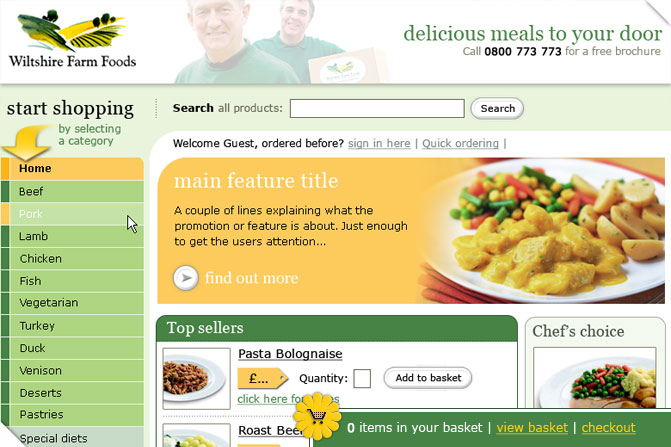 Wiltshire Farm Foods
delicious meals to your door
Call 0800 773 773 for a free brochure
start shopping
by selecting
a category
Search all products:
Search
Welcome Guest, ordered before? sign in here | Quick ordering |
Home
Beef
Pork
Lamb
Chicken
Fish
Vegetarian
Turkey
Duck
Venison
Deserts
Pastries
Special diets
main feature title
A couple of lines explaining what the
promotion or feature is about. Just enough
to get the users attention...
find out more
Top sellers
Pasta Bolognaise
£...
Quantity:
Add to basket
click here for
Roast Beef
Chef's choice
0 items in your basket | view basket | checkout